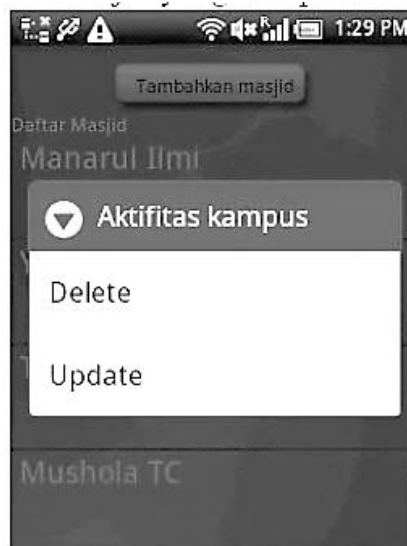 1:29 PM
Tambahkan masjid
Daftar Masjid
Manarul Ilmi
Aktifitas kampus
Delete
Update
Mushola TC